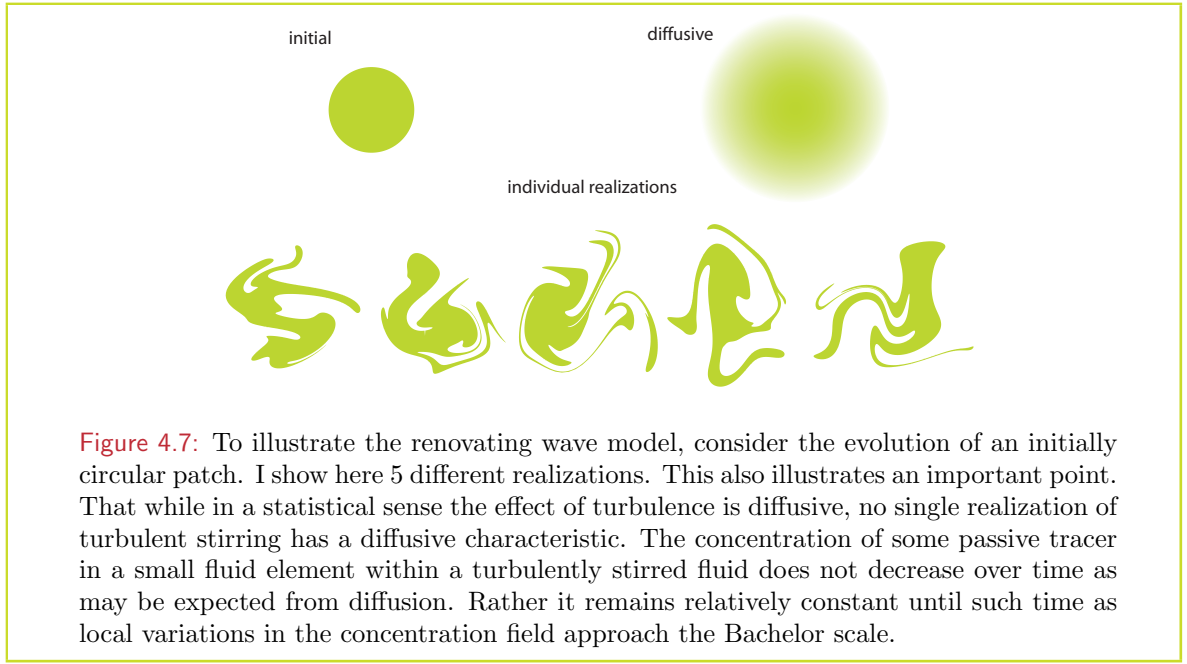 initial
diffusive
individual realizations
Figure 4.7: To illustrate the renovating wave model, consider the evolution of an initially
circular patch. I show here 5 different realizations. This also illustrates an important point.
That while in a statistical sense the effect of turbulence is diffusive, no single realization of
turbulent stirring has a diffusive characteristic. The concentration of some passive tracer
in a small fluid element within a turbulently stirred fluid does not decrease over time as
may be expected from diffusion. Rather it remains relatively constant until such time as
local variations in the concentration field approach the Bachelor scale.